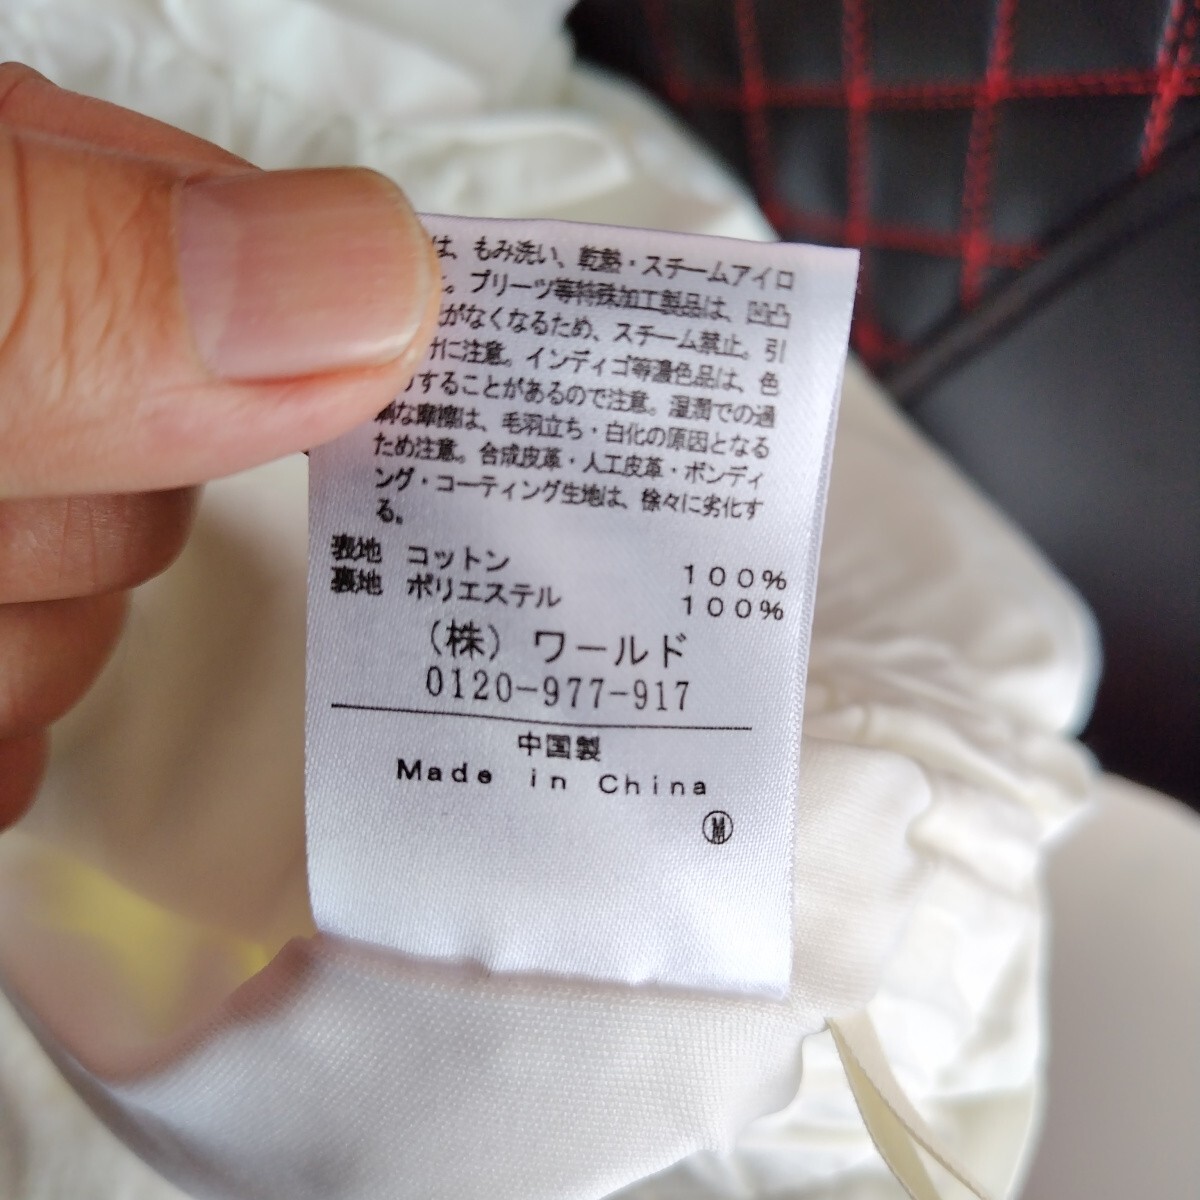 は、もみ洗い、乾熱・スチームアイロ
。プリーツ等特殊加工製品は、凹凸
がなくなるため、スチーム禁止。引
けに注意。インディゴ等濃色品は、色
することがあるので注意。湿潤での過
な摩擦は、毛羽立ち・白化の原因となる
ため注意。合成皮革・人工皮革・ボンディ
ング・コーティング生地は、徐々に劣化す
る。
表地 コットン 100%
裏地 ポリエステル 100%
(株) ワールド
0120-977-917
中国製
Made in China
Ⓜ